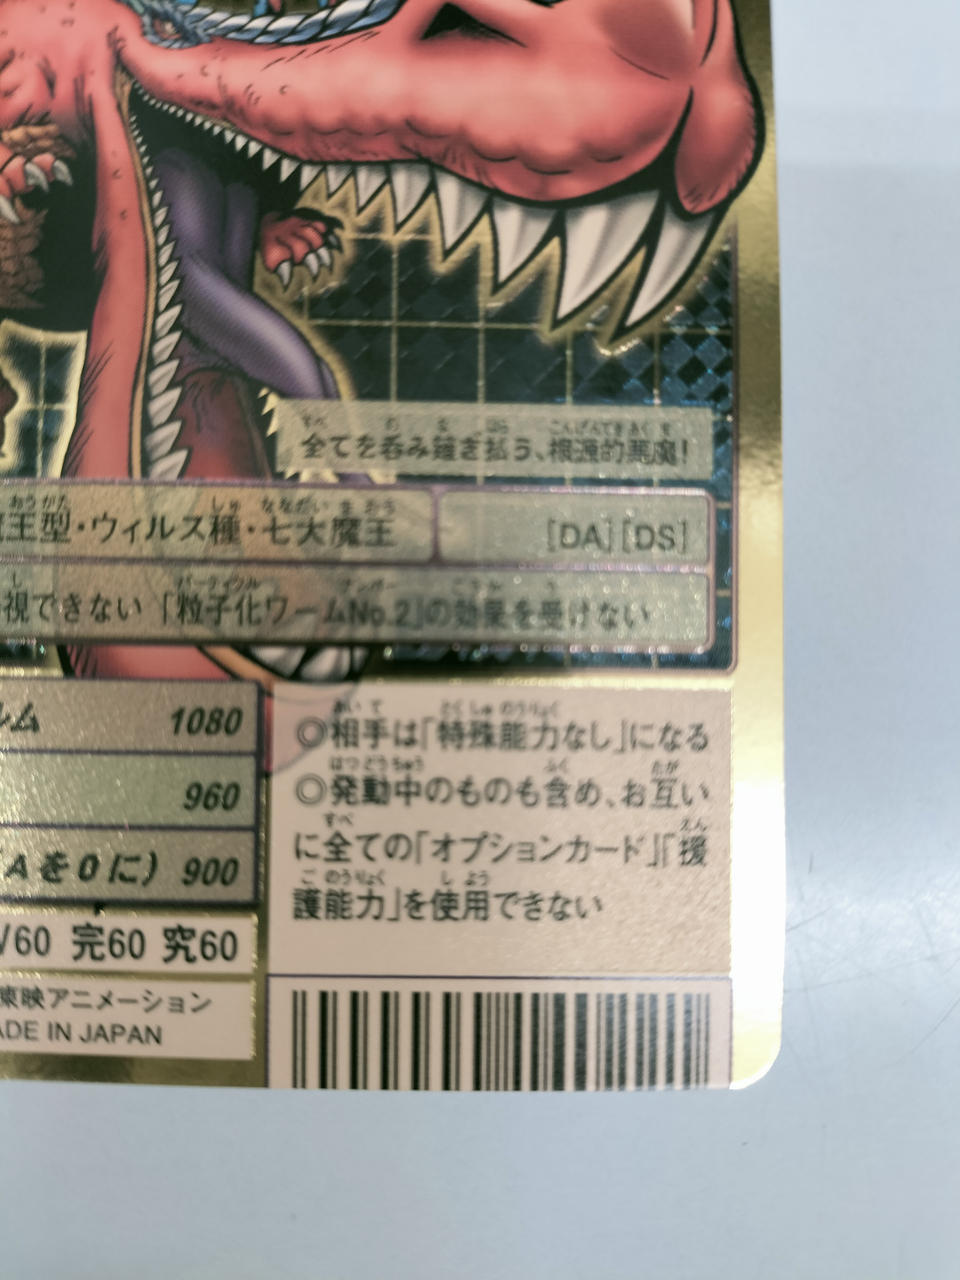 全てを呑み薙ぎ払う、根源的悪魔!
王型・ウィルス種・七大魔王 [DA][DS]
視できない「粒子化ワームNo.2」の効果を受けない
ルム 1080
960
Aを0に) 900
/60 完60 究60
東映アニメーション
ADE IN JAPAN
◎相手は「特殊能力なし」になる
◎発動中のものも含め、お互い
に全ての「オプションカード」「援
護能力」を使用できない